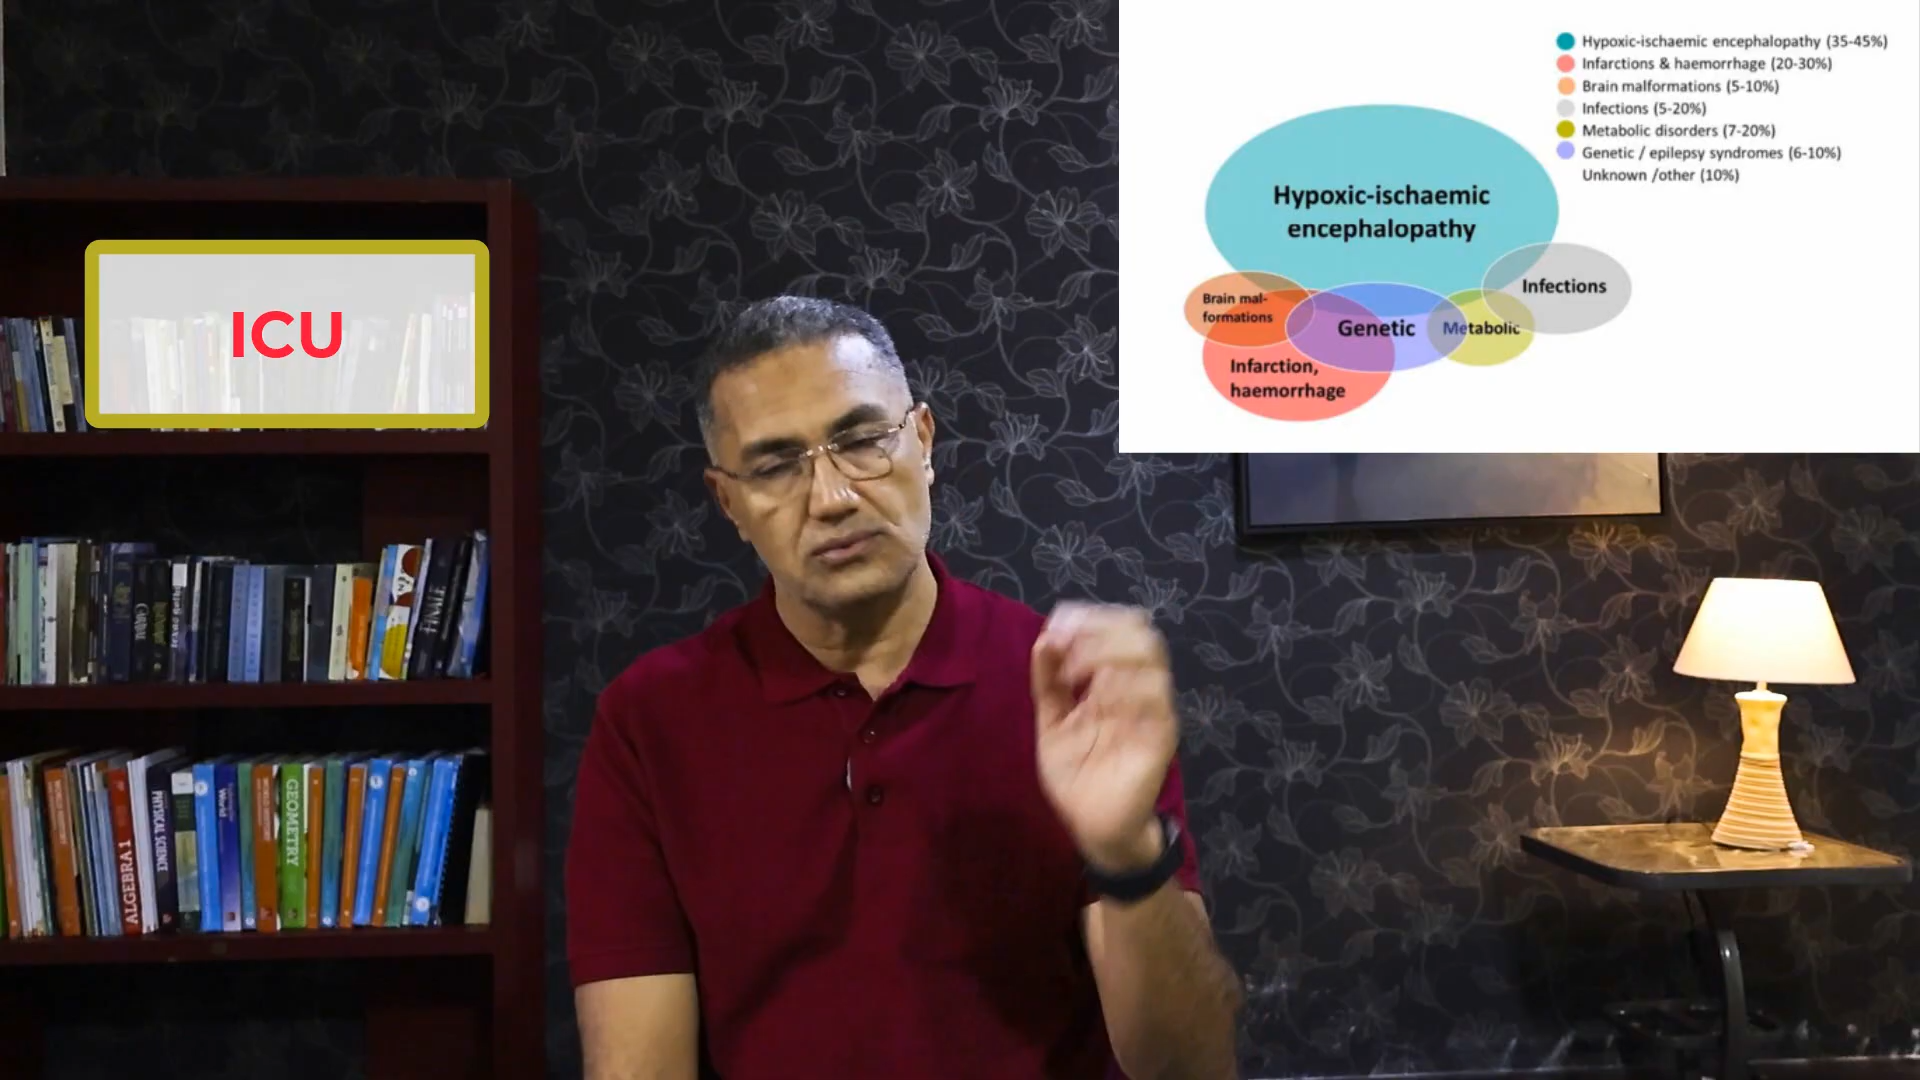 ICU
Hypoxic-ischaemic encephalopathy (35-45%)
Infarctions & haemorrhage (20-30%)
Brain malformations (5-10%)
Infections (5-20%)
Metabolic disorders (7-20%)
Genetic / epilepsy syndromes (6-10%)
Unknown /other (10%)
Hypoxic-ischaemic
encephalopathy
Infections
Brain mal-
formations
Genetic
Metabolic
Infarction,
haemorrhage
FINALE
ALGEBRA 1
PHYSICAL SCIENCE
World
GEOMETRY